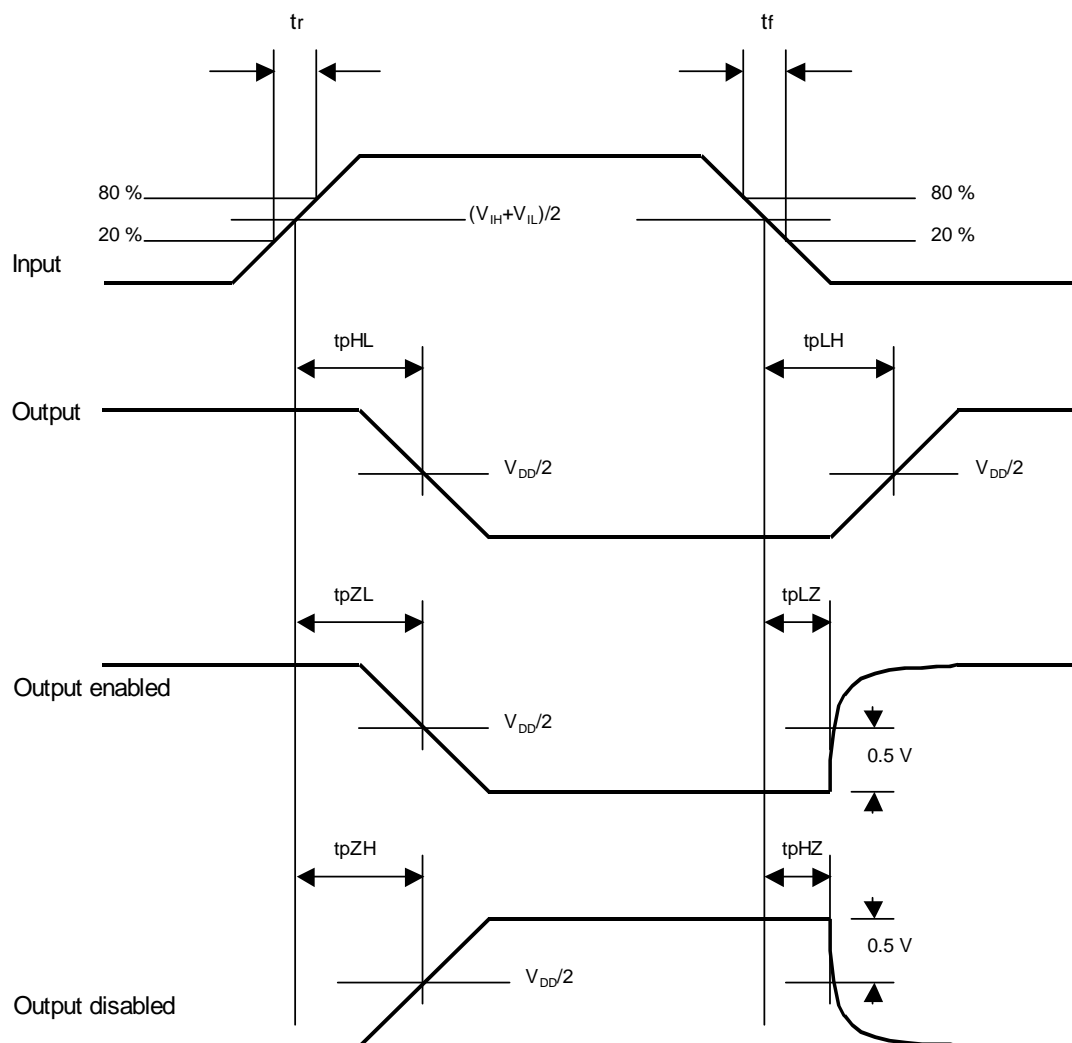 tr tf
80 % (VIH+VIL)/2 80 %
20 % 20 %
Input
tpHL tpLH
Output
VDD/2 VDD/2
tpZL tpLZ
Output enabled
VDD/2
0.5 V
tpZH tpHZ
0.5 V
VDD/2
Output disabled